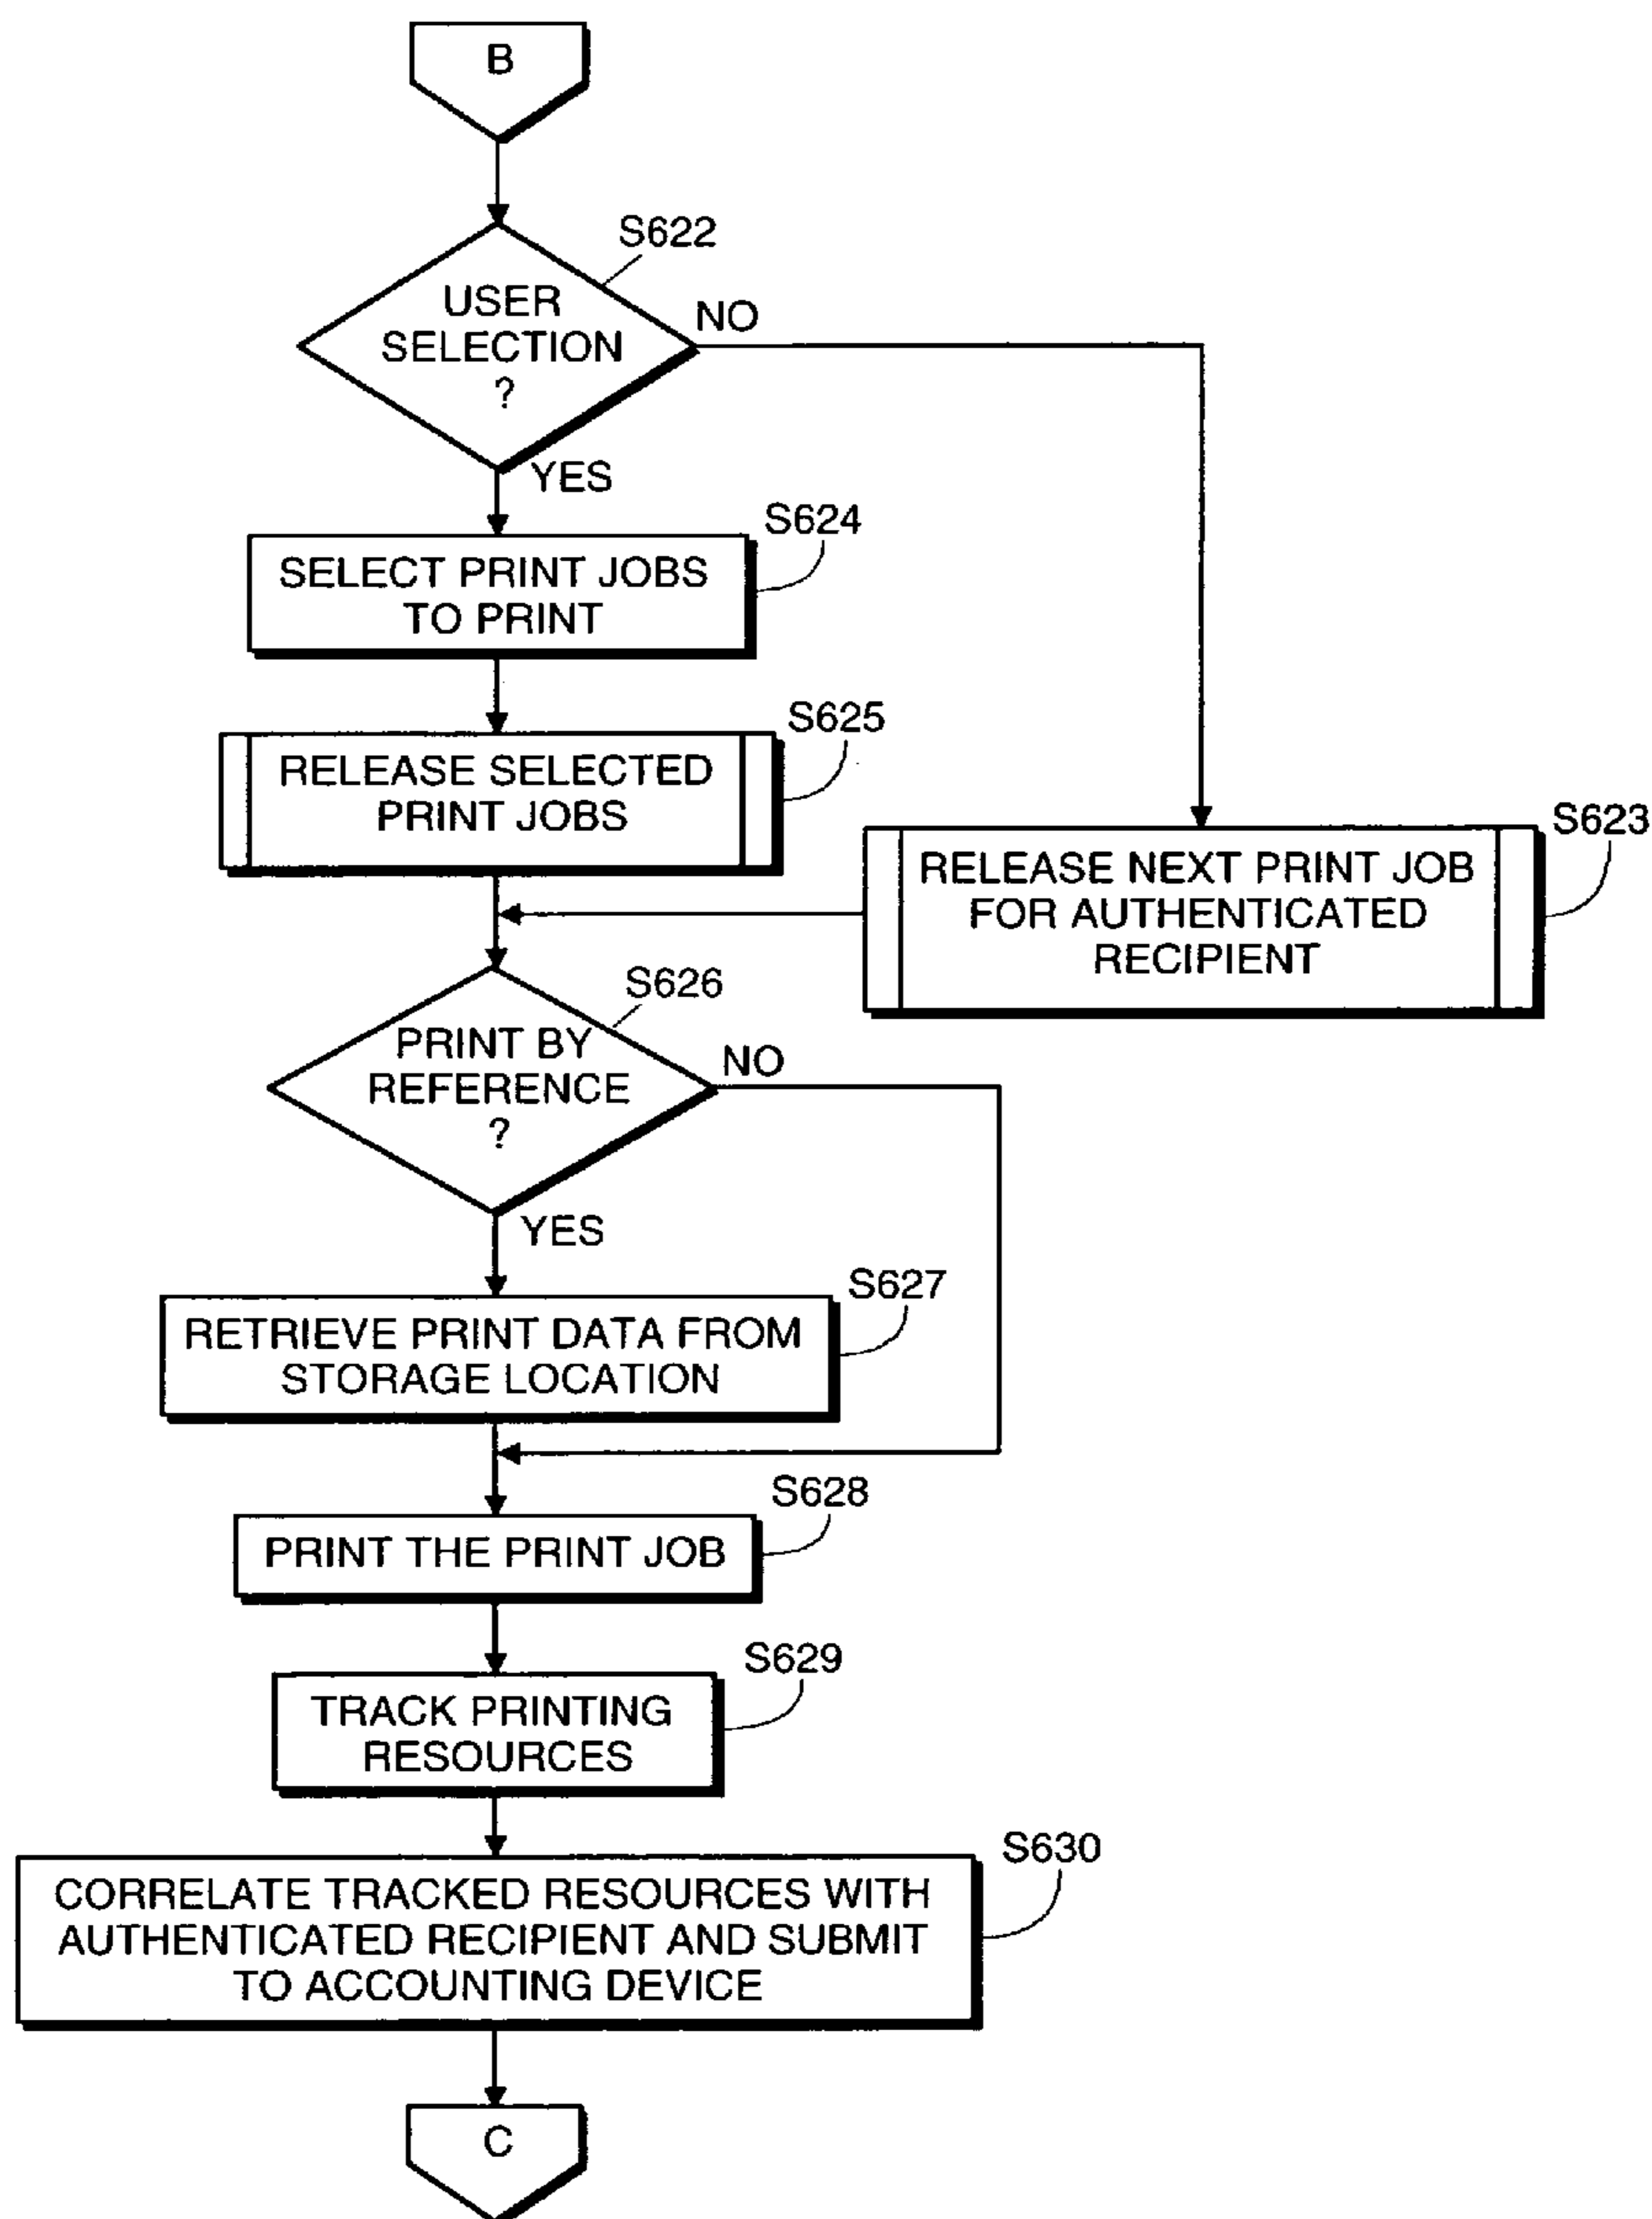 B
S622
USER
SELECTION
?
NO
YES
S624
SELECT PRINT JOBS
TO PRINT
S625
RELEASE SELECTED
PRINT JOBS
S623
RELEASE NEXT PRINT JOB
FOR AUTHENTICATED
RECIPIENT
S626
PRINT BY
REFERENCE
?
NO
YES
S627
RETRIEVE PRINT DATA FROM
STORAGE LOCATION
S628
PRINT THE PRINT JOB
S629
TRACK PRINTING
RESOURCES
S630
CORRELATE TRACKED RESOURCES WITH
AUTHENTICATED RECIPIENT AND SUBMIT
TO ACCOUNTING DEVICE
C